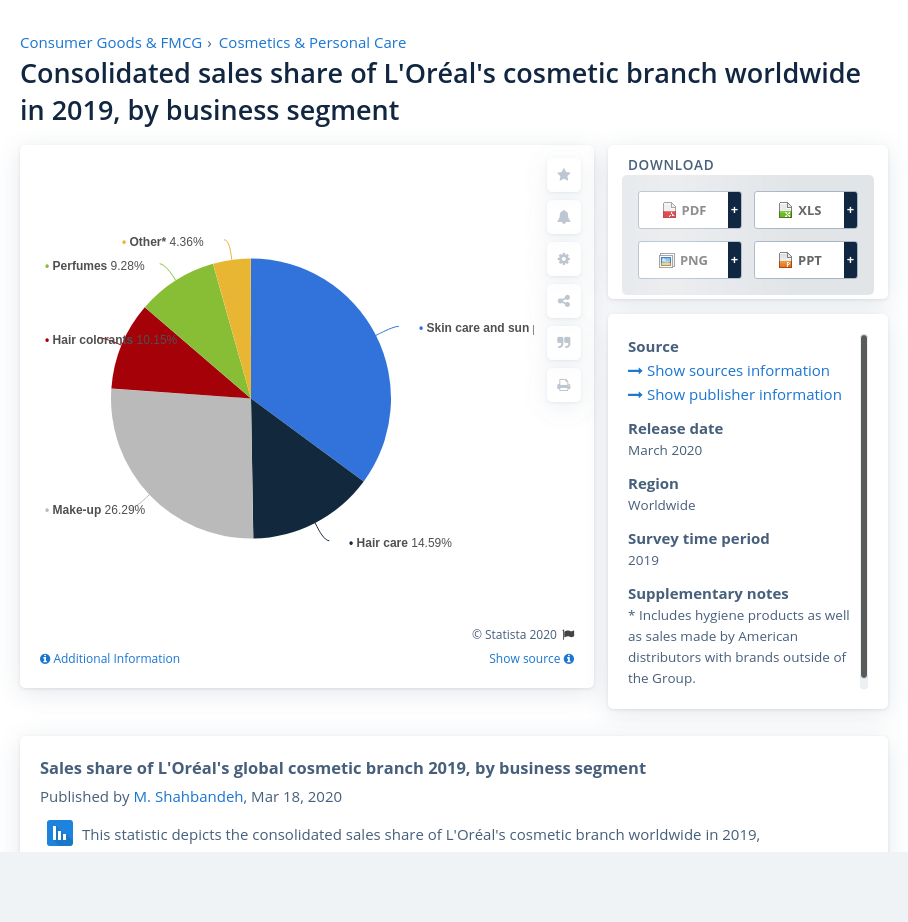 Consumer Goods & FMCG › Cosmetics & Personal Care
Consolidated sales share of L'Oréal's cosmetic branch worldwide
in 2019, by business segment
DOWNLOAD
PDF +
XLS +
PNG +
PPT +
• Other* 4.36%
• Perfumes 9.28%
• Skin care and sun
• Hair colorants 10.15%
• Make-up 26.29%
• Hair care 14.59%
© Statista 2020
Additional Information
Show source
Source
Show sources information
Show publisher information
Release date
March 2020
Region
Worldwide
Survey time period
2019
Supplementary notes
* Includes hygiene products as well
as sales made by American
distributors with brands outside of
the Group.
Sales share of L'Oréal's global cosmetic branch 2019, by business segment
Published by M. Shahbandeh, Mar 18, 2020
This statistic depicts the consolidated sales share of L'Oréal's cosmetic branch worldwide in 2019,